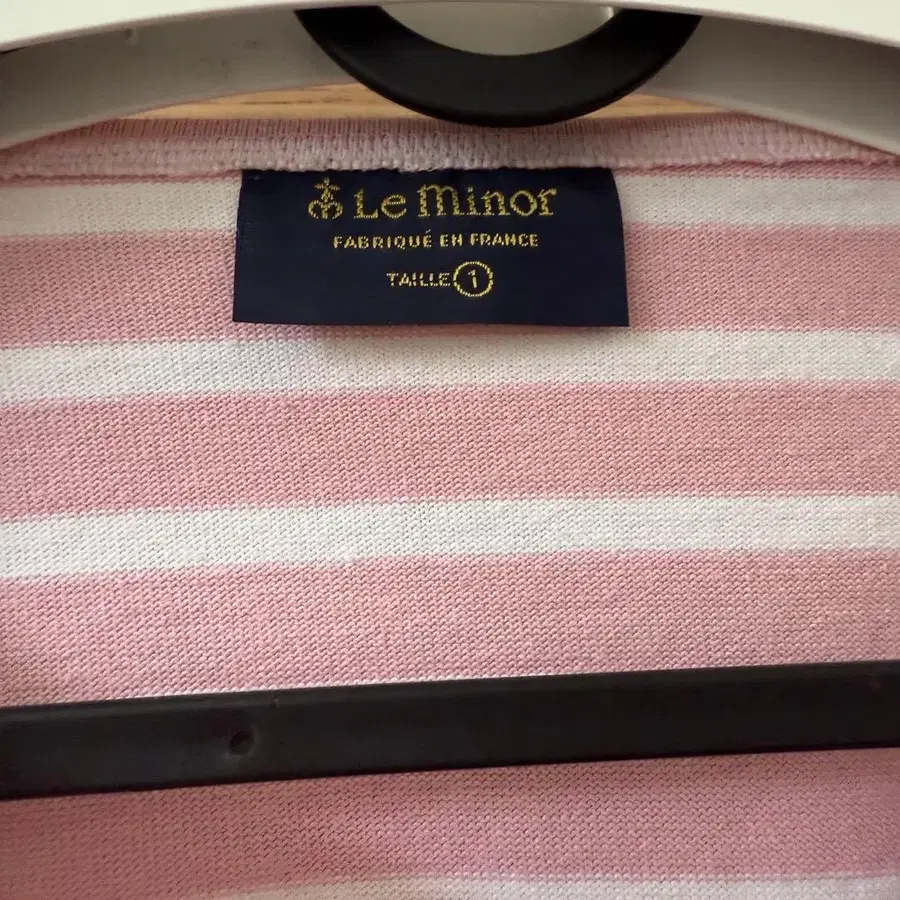 Le Minor
FABRIQUÉ EN FRANCE
TAILLE 1